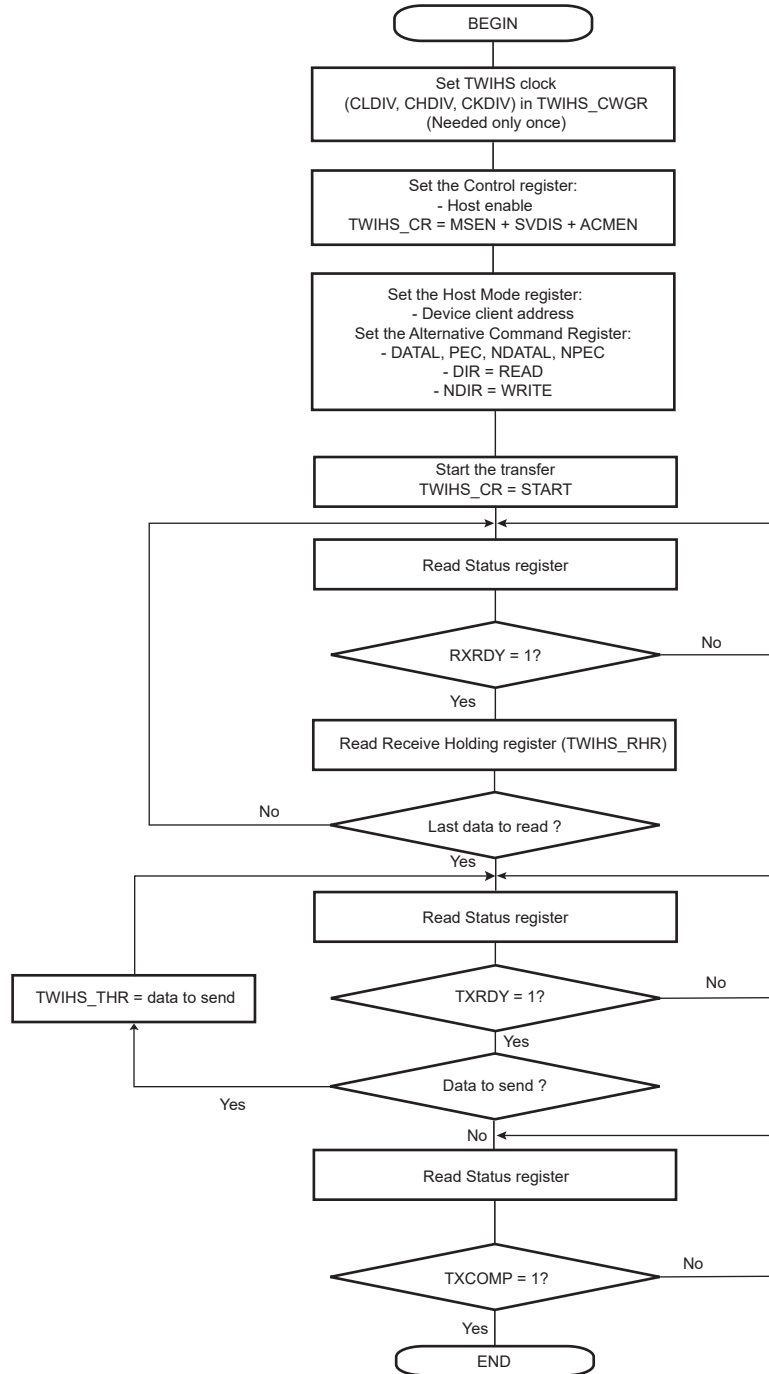 BEGIN
Set TWIHS clock
(CLDIV, CHDIV, CKDIV) in TWIHS_CWGR
(Needed only once)
Set the Control register:
- Host enable
TWIHS_CR = MSEN + SVDIS + ACMEN
Set the Host Mode register:
- Device client address
Set the Alternative Command Register:
- DATAL, PEC, NDATAL, NPEC
- DIR = READ
- NDIR = WRITE
Start the transfer
TWIHS_CR = START
Read Status register
RXRDY = 1?
No
Yes
Read Receive Holding register (TWIHS_RHR)
No
Last data to read ?
Yes
Read Status register
TWIHS_THR = data to send
TXRDY = 1?
No
Yes
Data to send ?
Yes
No
Read Status register
TXCOMP = 1?
No
Yes
END